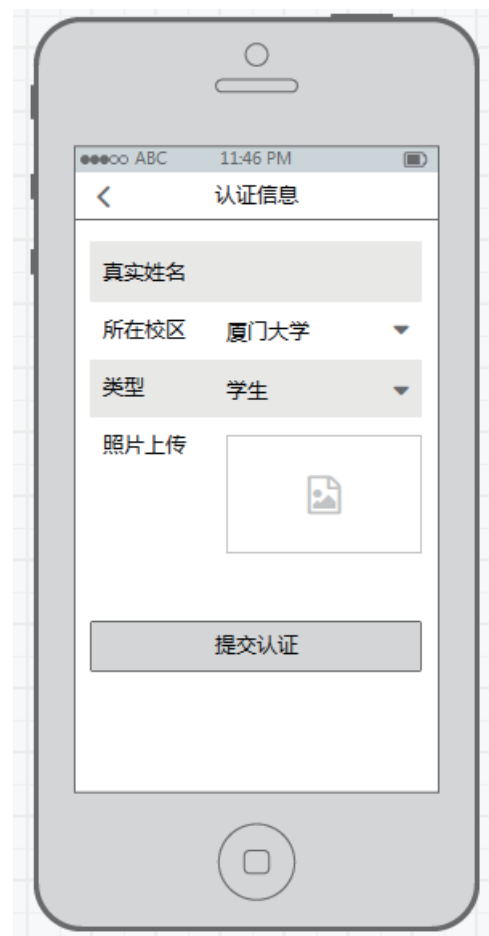 ABC 11:46 PM
认证信息
真实姓名
所在校区 厦门大学
类型 学生
照片上传
提交认证